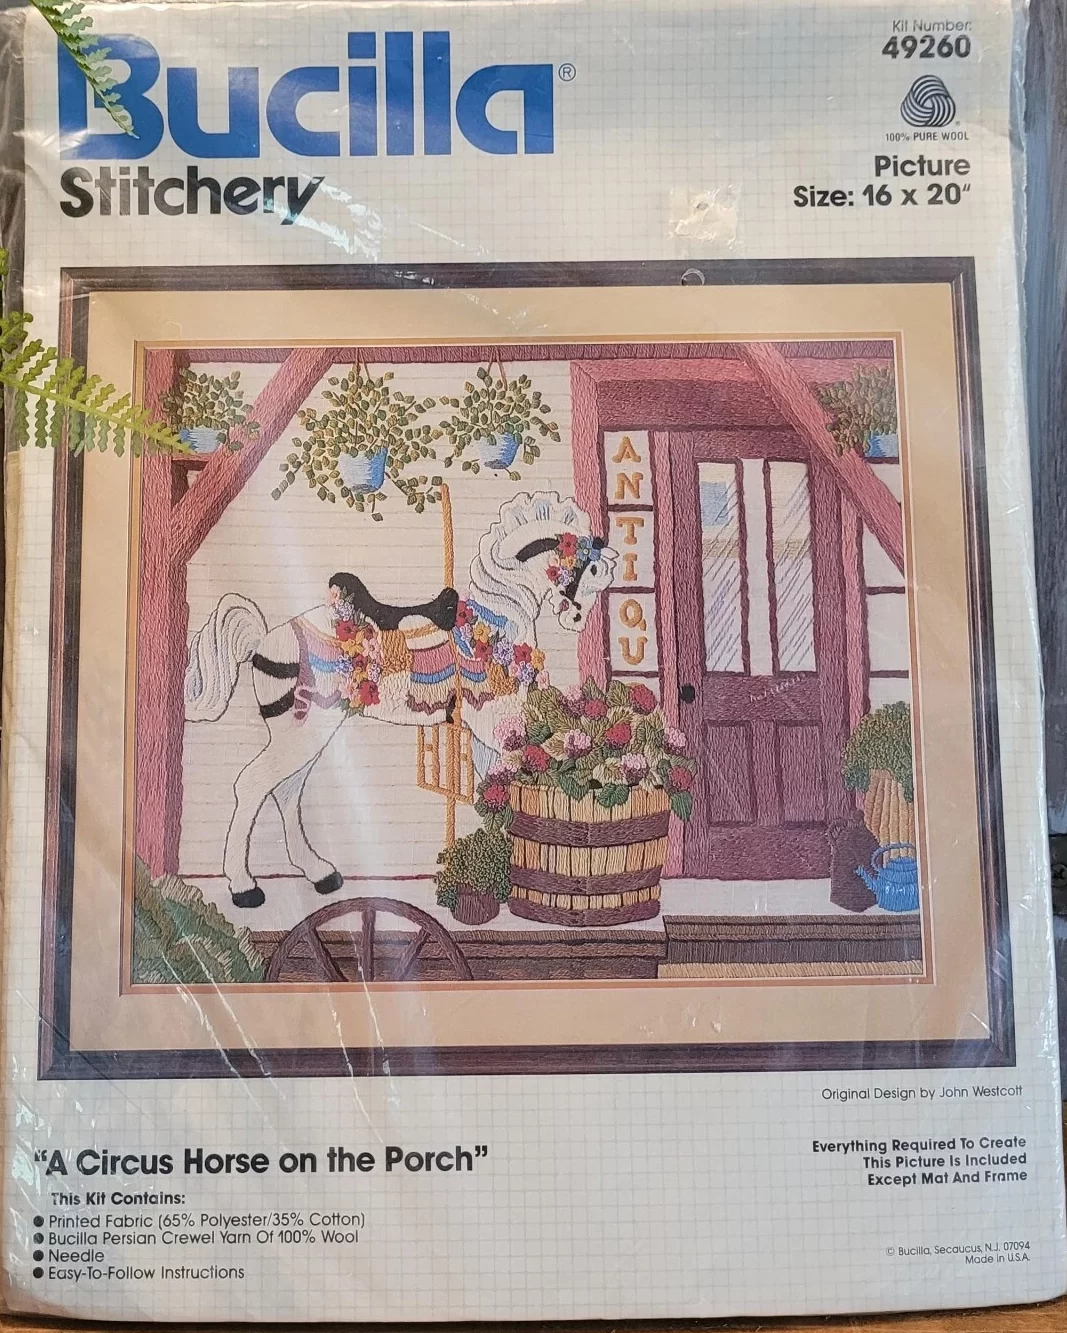 Bucilla®
Stitchery
Kit Number:
49260
100% PURE WOOL
Picture
Size: 16 x 20"
A
N
T
I
Q
U
Original Design by John Westcott
"A Circus Horse on the Porch"
This Kit Contains:
● Printed Fabric (65% Polyester/35% Cotton)
● Bucilla Persian Crewel Yarn Of 100% Wool
● Needle
● Easy-To-Follow Instructions
Everything Required To Create
This Picture Is Included
Except Mat And Frame
© Bucilla, Secaucus, N.J. 07094
Made in U.S.A.